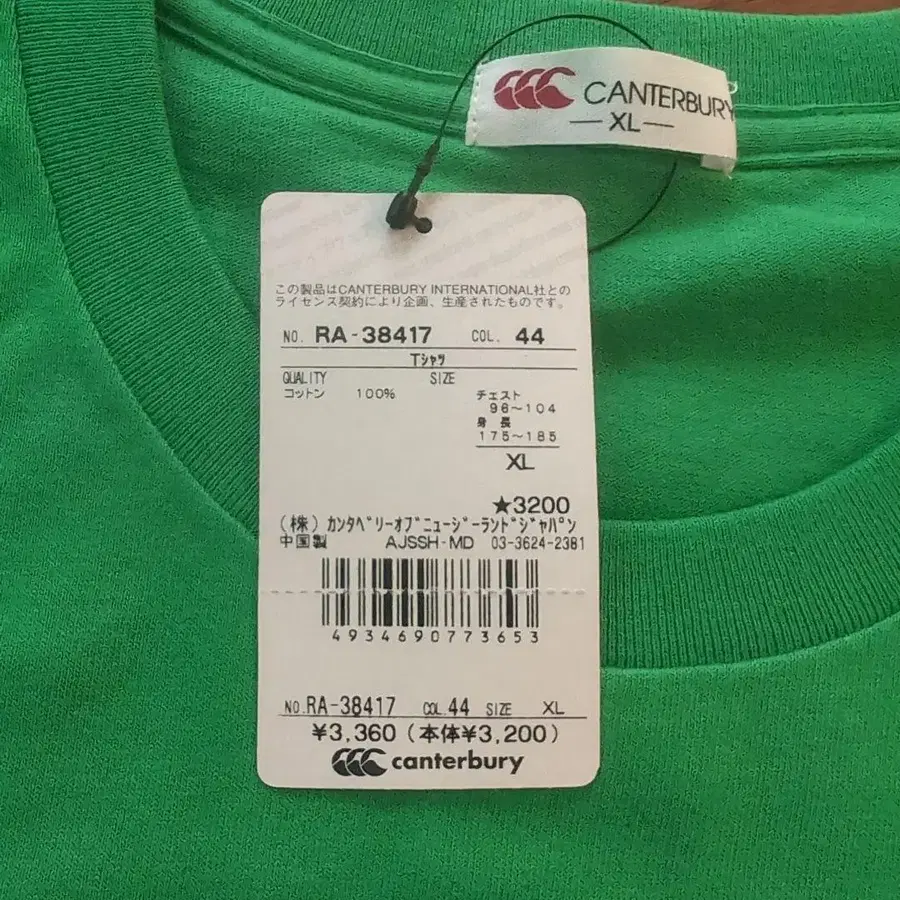 CANTERBURY
XL
この製品はCANTERBURY INTERNATIONAL社との
ライセンス契約により企画、生産されたものです。
NO. RA-38417 COL. 44
Tシャツ
QUALITY SIZE
コットン 100%
チェスト
96～104
身長
175～185
XL
★3200
(株)カンタベリーオブニュージーランドジャパン
中国製 AJSSH-MD 03-3624-2381
4934690773653
NO.RA-38417 COL.44 SIZE XL
¥3,360(本体¥3,200)
canterbury